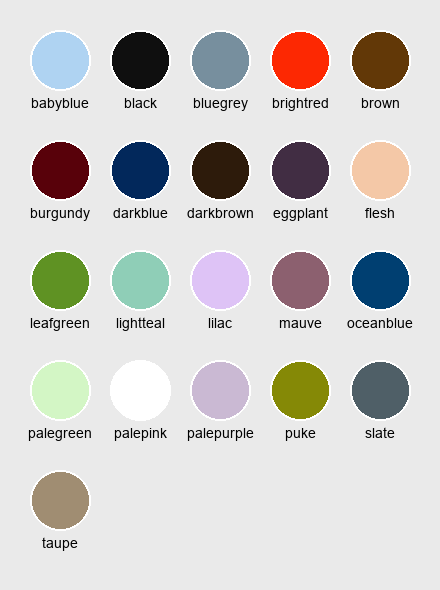 babyblue black bluegrey brightred brown
burgundy darkblue darkbrown eggplant flesh
leafgreen lightteal lilac mauve oceanblue
palegreen palepink palepurple puke slate
taupe